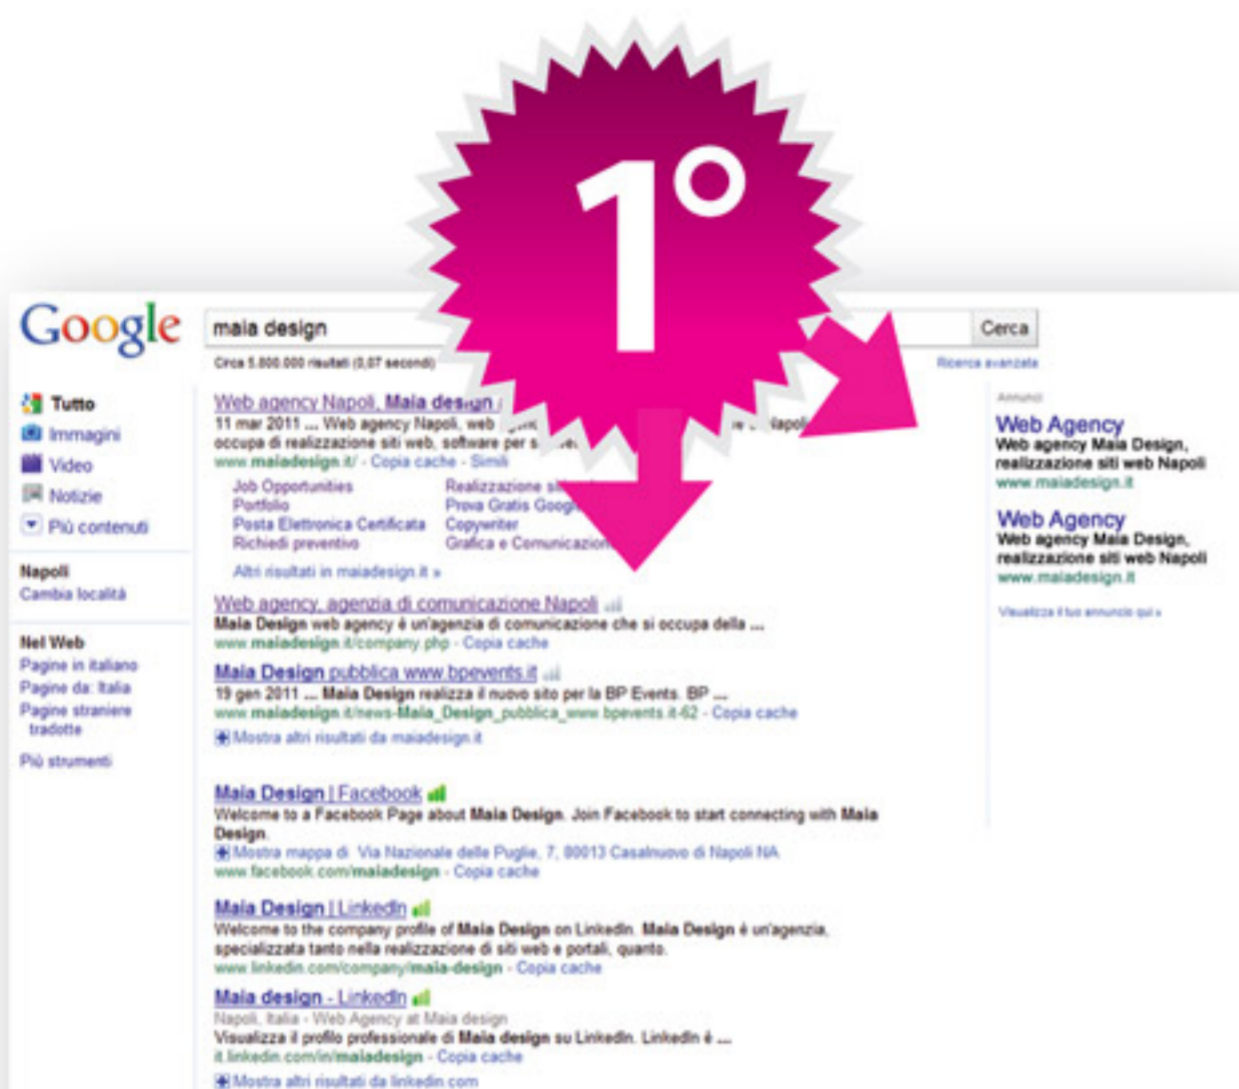 1°
Google
maia design
Cerca
Circa 5.800.000 risultati (0,07 secondi)
Ricerca avanzata
Tutto
Immagini
Video
Notizie
Più contenuti
Napoli
Cambia località
Nel Web
Pagine in italiano
Pagine da: Italia
Pagine straniere
tradotte
Più strumenti
Web agency Napoli, Maia design
11 mar 2011 ... Web agency Napoli, web
occupa di realizzazione siti web, software per
www.maiadesign.it/ - Copia cache - Simili
Job Opportunities
Realizzazione
Portfolio
Prova Gratis Google
Posta Elettronica Certificata
Copywriter
Richiedi preventivo
Grafica e Comunicazion
Altri risultati in maiadesign.it »
Web agency, agenzia di comunicazione Napoli
Maia Design web agency è un'agenzia di comunicazione che si occupa della ...
www.maiadesign.it/company.php - Copia cache
Maia Design pubblica www.bpevents.it
19 gen 2011 ... Maia Design realizza il nuovo sito per la BP Events. BP ...
www.maiadesign.it/news-Maia_Design_pubblica_www.bpevents.it-62 - Copia cache
Mostra altri risultati da maiadesign.it
Maia Design | Facebook
Welcome to a Facebook Page about Maia Design. Join Facebook to start connecting with Maia
Design.
Mostra mappa di Via Nazionale delle Puglie, 7, 80013 Casalnuovo di Napoli NA
www.facebook.com/maiadesign - Copia cache
Maia Design | LinkedIn
Welcome to the company profile of Maia Design on LinkedIn. Maia Design è un'agenzia,
specializzata tanto nella realizzazione di siti web e portali, quanto.
www.linkedin.com/company/maia-design - Copia cache
Maia design - LinkedIn
Napoli, Italia - Web Agency at Maia design
Visualizza il profilo professionale di Maia design su LinkedIn. LinkedIn è ...
it.linkedin.com/in/maiadesign - Copia cache
Mostra altri risultati da linkedin.com
Annunci
Web Agency
Web agency Maia Design,
realizzazione siti web Napoli
www.maiadesign.it
Web Agency
Web agency Maia Design,
realizzazione siti web Napoli
www.maiadesign.it
Visualizza il tuo annuncio qui »